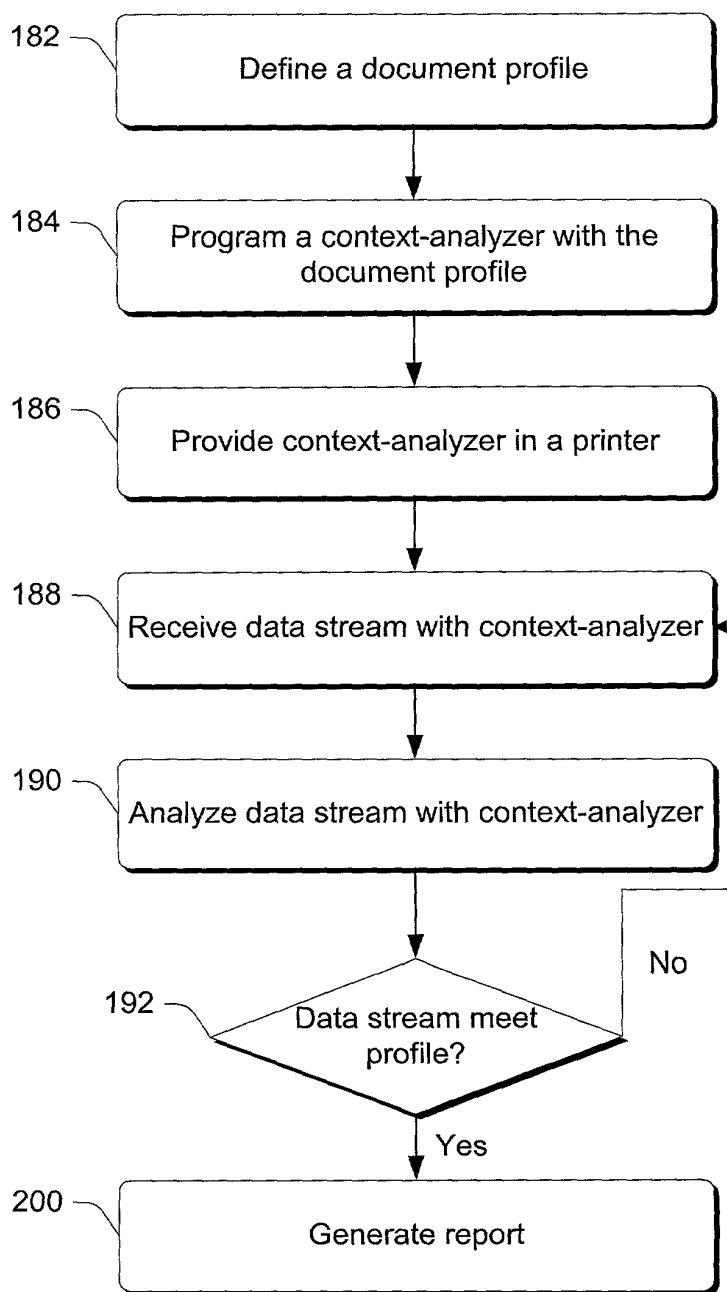 182
Define a document profile
184
Program a context-analyzer with the
document profile
186
Provide context-analyzer in a printer
188
Receive data stream with context-analyzer
190
Analyze data stream with context-analyzer
192
Data stream meet
profile?
No
Yes
200
Generate report